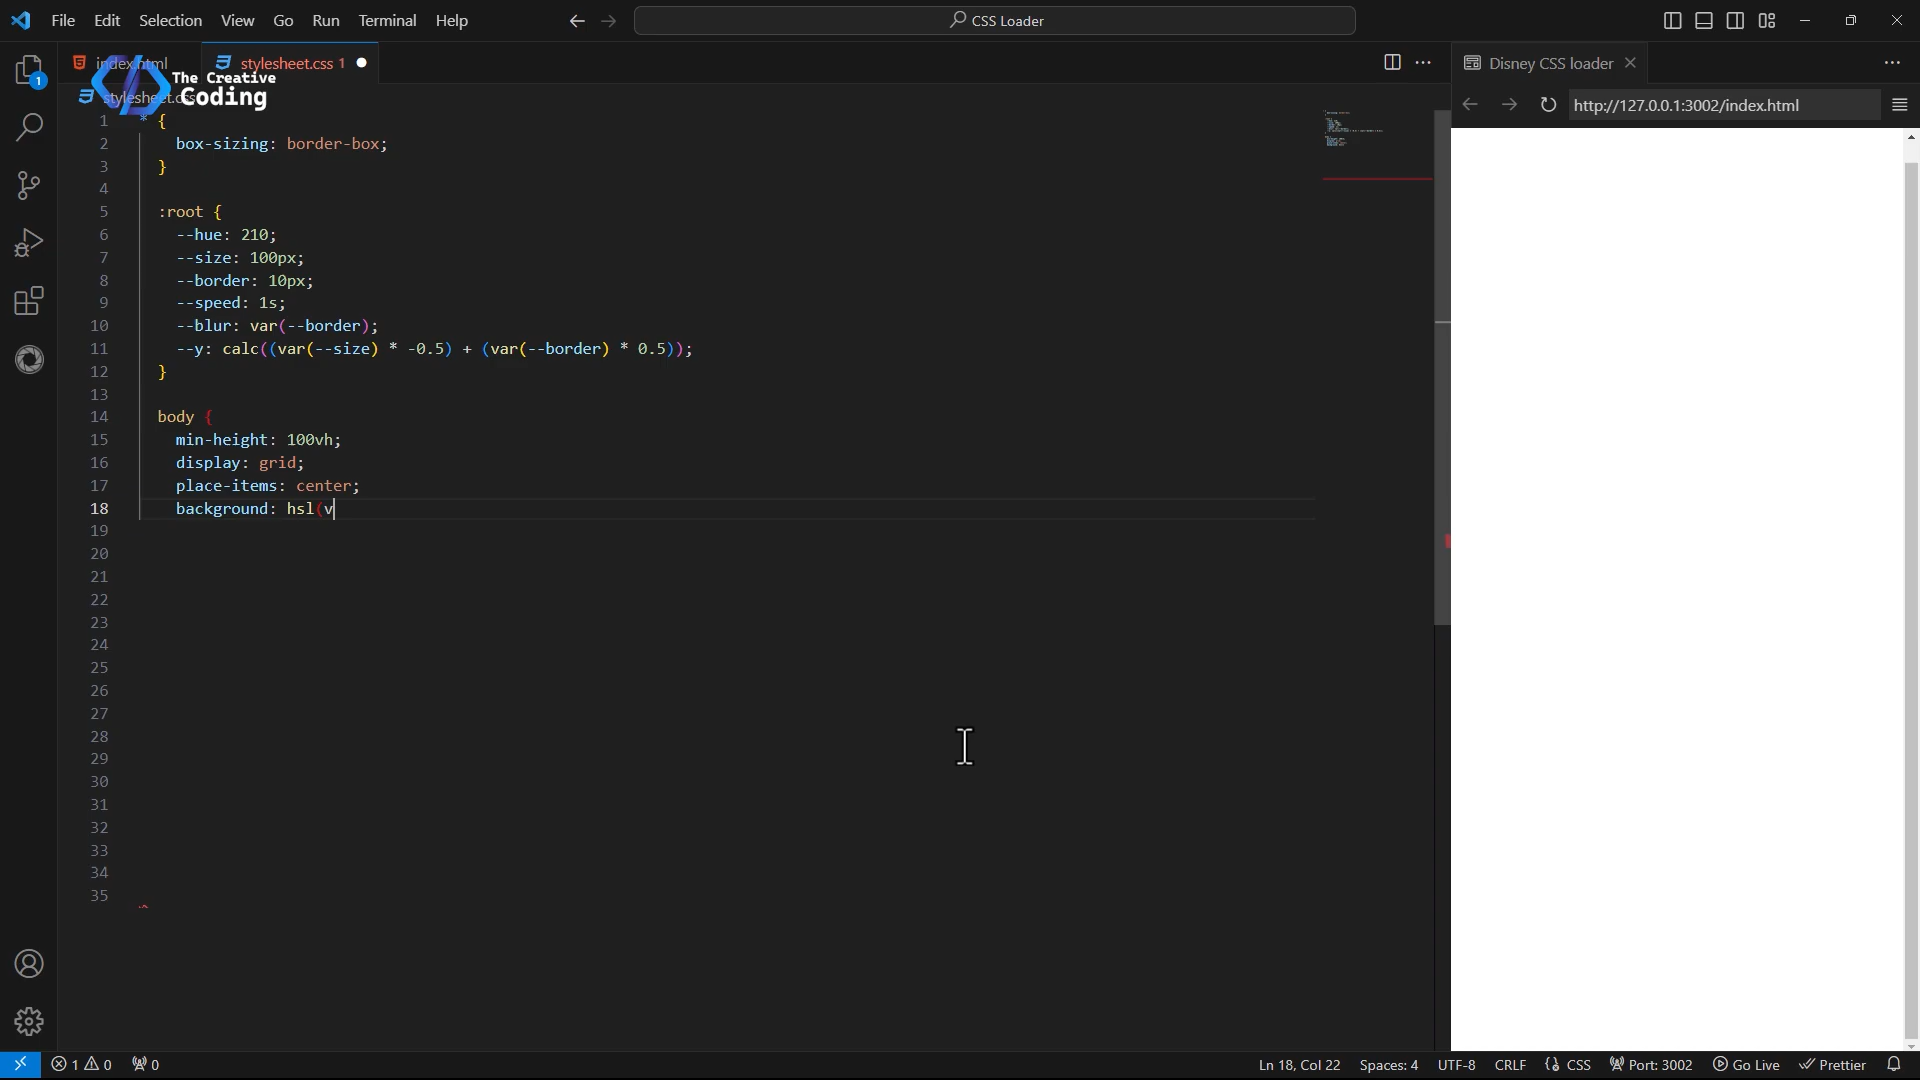 File Edit Selection View Go Run Terminal Help
CSS Loader
index.html
stylesheet.css 1
Disney CSS loader
The Creative
Coding
stylesheet.css
http://127.0.0.1:3002/index.html
1 * {
2 box-sizing: border-box;
3 }
4
5 :root {
6 --hue: 210;
7 --size: 100px;
8 --border: 10px;
9 --speed: 1s;
10 --blur: var(--border);
11 --y: calc((var(--size) * -0.5) + (var(--border) * 0.5));
12 }
13
14 body {
15 min-height: 100vh;
16 display: grid;
17 place-items: center;
18 background: hsl(v
19
20
21
22
23
24
25
26
27
28
29
30
31
32
33
34
35
1
1 0 0 Ln 18, Col 22 Spaces: 4 UTF-8 CRLF CSS Port: 3002 Go Live Prettier